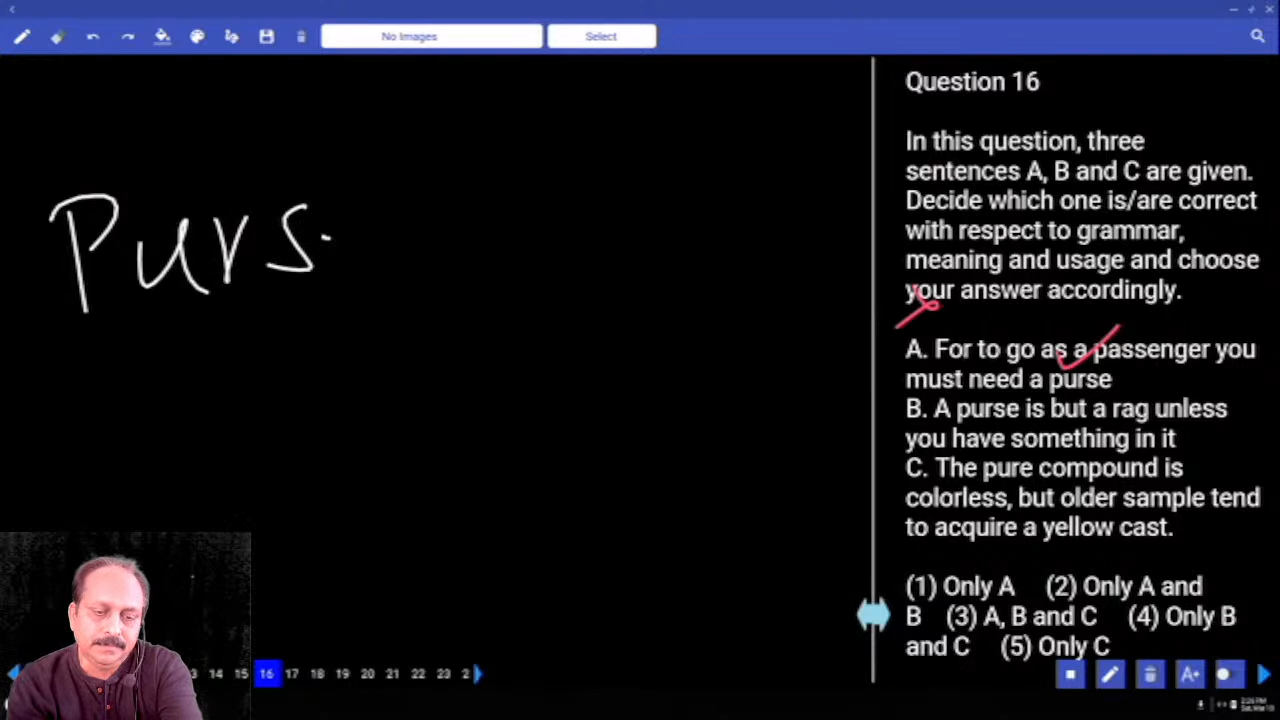 No Images
Select
Question 16
In this question, three
sentences A, B and C are given.
Decide which one is/are correct
with respect to grammar,
meaning and usage and choose
your answer accordingly.
A. For to go as a passenger you
must need a purse
B. A purse is but a rag unless
you have something in it
C. The pure compound is
colorless, but older sample tend
to acquire a yellow cast.
(1) Only A (2) Only A and
B (3) A, B and C (4) Only B
and C (5) Only C
Purs
3 14 15 16 17 18 19 20 21 22 23 2
A+